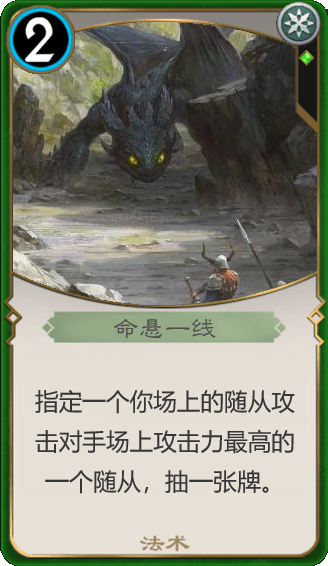 2
命悬一线
指定一个你场上的随从攻
击对手场上攻击力最高的
一个随从，抽一张牌。
法术